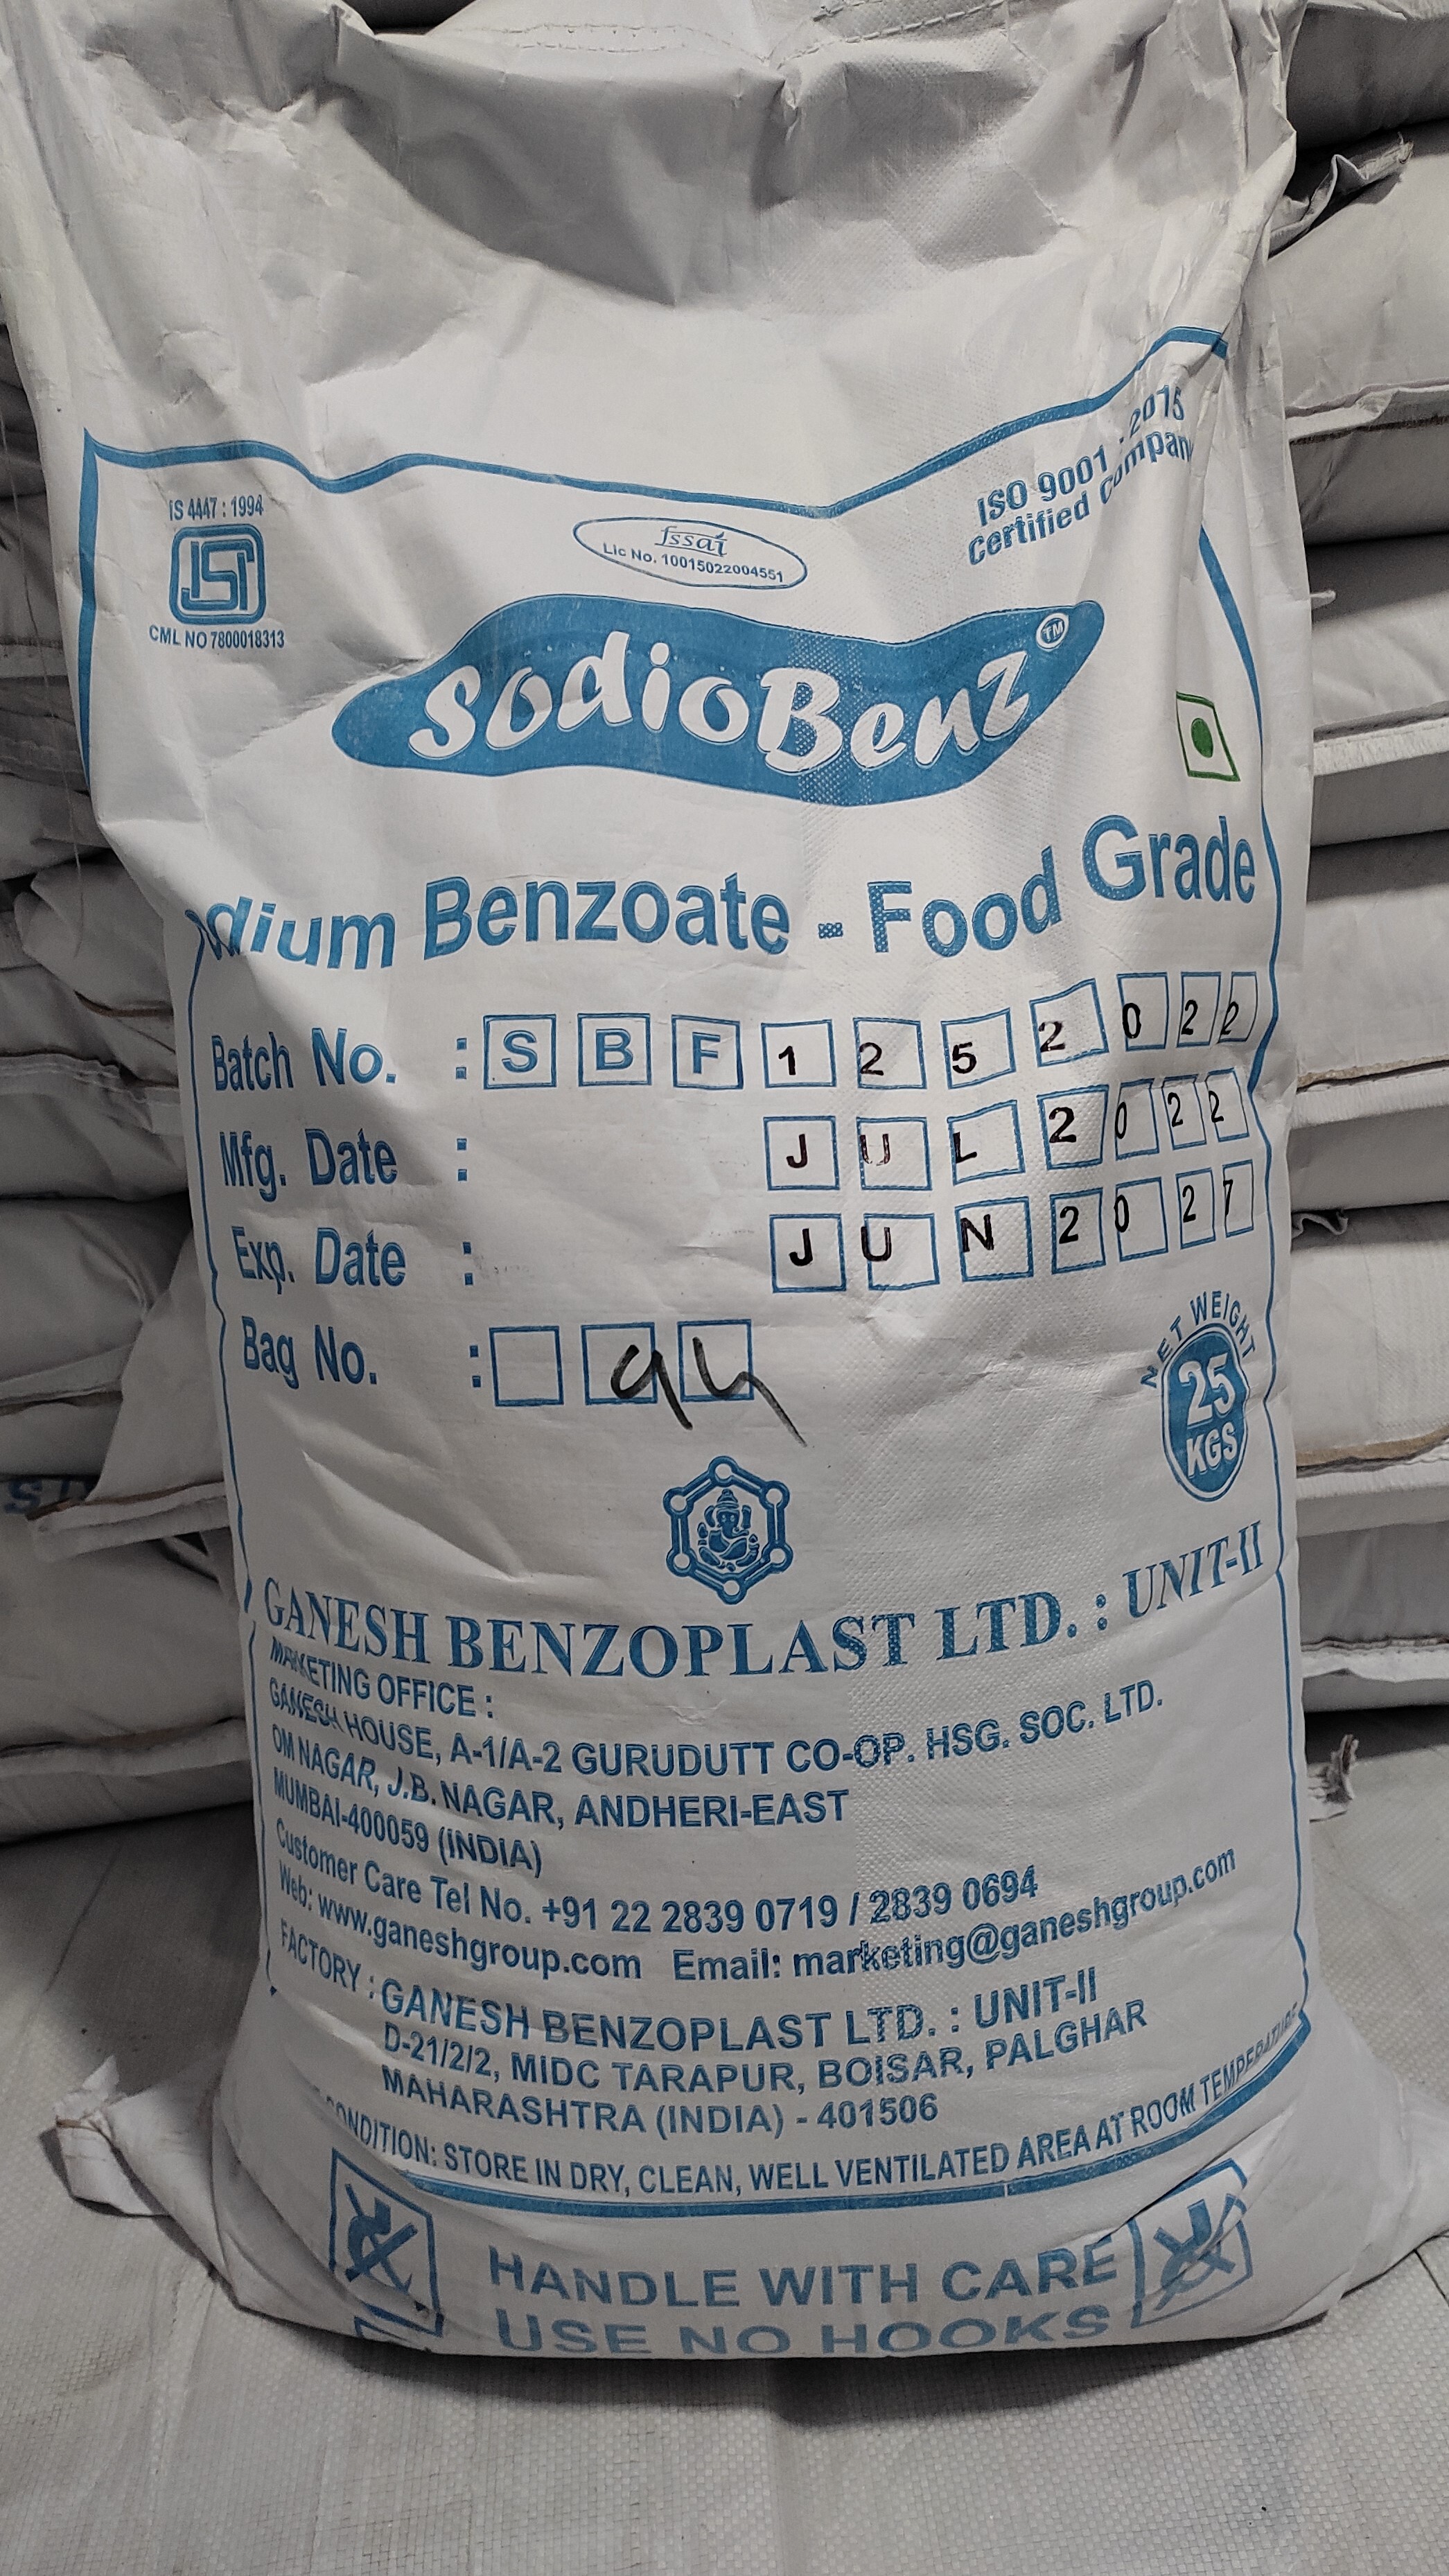 IS 4447 : 1994
ISI
CML NO 7800018313
fssai
Lic No. 10015022004551
ISO 9001 : 2015
Certified Company
SodioBenz TM
dium Benzoate - Food Grade
Batch No. : S B F 1 2 5 2 0 2 2
Mfg. Date : J U L 2 0 2 2
Exp. Date : J U N 2 0 2 7
Bag No. : 94
NET WEIGHT
25
KGS
GANESH BENZOPLAST LTD. : UNIT-II
MARKETING OFFICE :
GANESH HOUSE, A-1/A-2 GURUDUTT CO-OP. HSG. SOC. LTD.
OM NAGAR, J.B. NAGAR, ANDHERI-EAST
MUMBAI-400059 (INDIA)
Customer Care Tel No. +91 22 2839 0719 / 2839 0694
Web: www.ganeshgroup.com Email: marketing@ganeshgroup.com
FACTORY : GANESH BENZOPLAST LTD. : UNIT-II
D-21/2/2, MIDC TARAPUR, BOISAR, PALGHAR
MAHARASHTRA (INDIA) - 401506
CONDITION: STORE IN DRY, CLEAN, WELL VENTILATED AREA AT ROOM TEMPERATURE
HANDLE WITH CARE
USE NO HOOKS